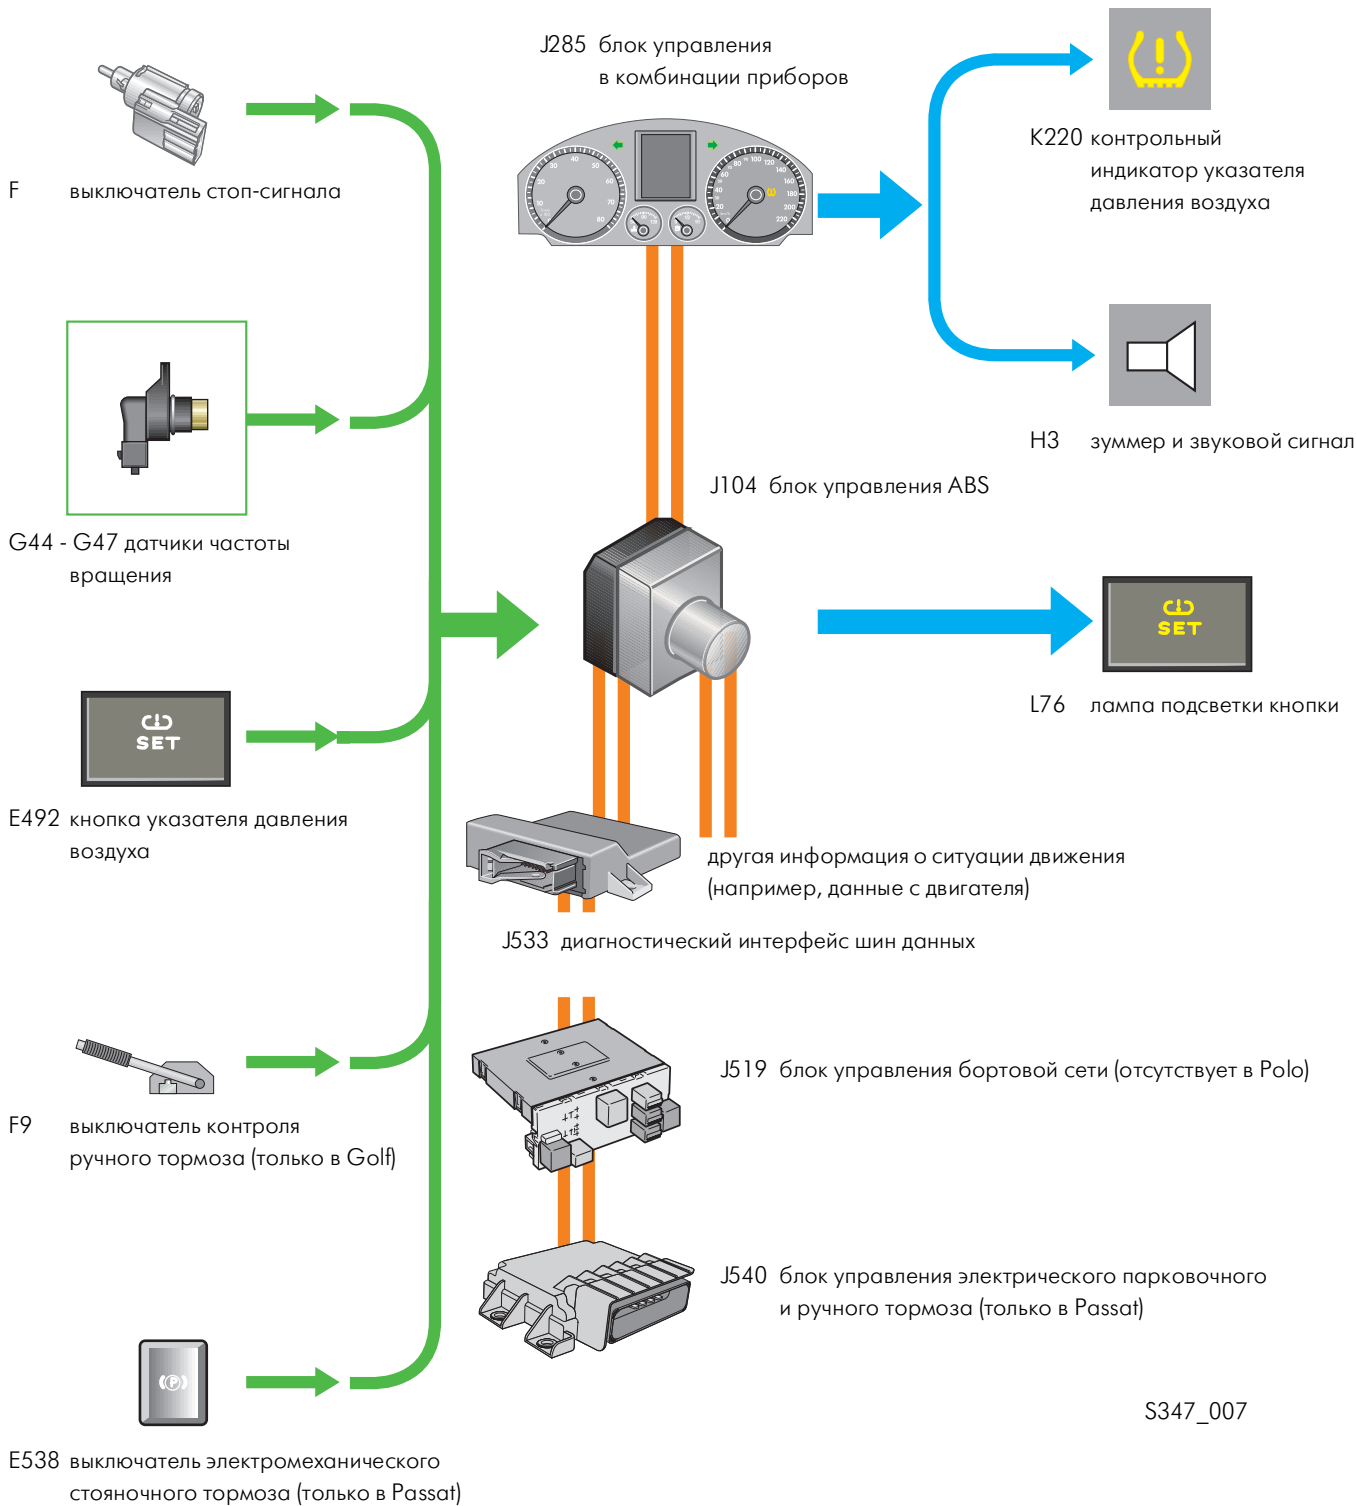 J285 блок управления
в комбинации приборов
K220 контрольный
индикатор указателя
давления воздуха
F выключатель стоп-сигнала
H3 зуммер и звуковой сигнал
J104 блок управления ABS
G44 - G47 датчики частоты
вращения
SET
L76 лампа подсветки кнопки
SET
E492 кнопка указателя давления
воздуха
другая информация о ситуации движения
(например, данные с двигателя)
J533 диагностический интерфейс шин данных
J519 блок управления бортовой сети (отсутствует в Polo)
F9 выключатель контроля
ручного тормоза (только в Golf)
J540 блок управления электрического парковочного
и ручного тормоза (только в Passat)
(P)
S347_007
E538 выключатель электромеханического
стояночного тормоза (только в Passat)